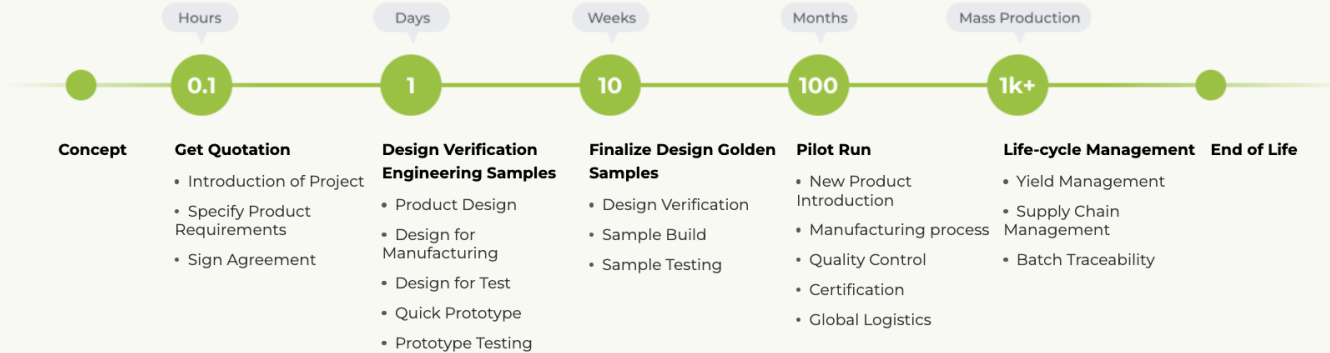 Hours
Days
Weeks
Months
Mass Production
0.1
1
10
100
1k+
Concept
Get Quotation
• Introduction of Project
• Specify Product
Requirements
• Sign Agreement
Design Verification
Engineering Samples
• Product Design
• Design for
Manufacturing
• Design for Test
• Quick Prototype
• Prototype Testing
Finalize Design Golden
Samples
• Design Verification
• Sample Build
• Sample Testing
Pilot Run
• New Product
Introduction
• Manufacturing process
• Quality Control
• Certification
• Global Logistics
Life-cycle Management
• Yield Management
• Supply Chain
Management
• Batch Traceability
End of Life